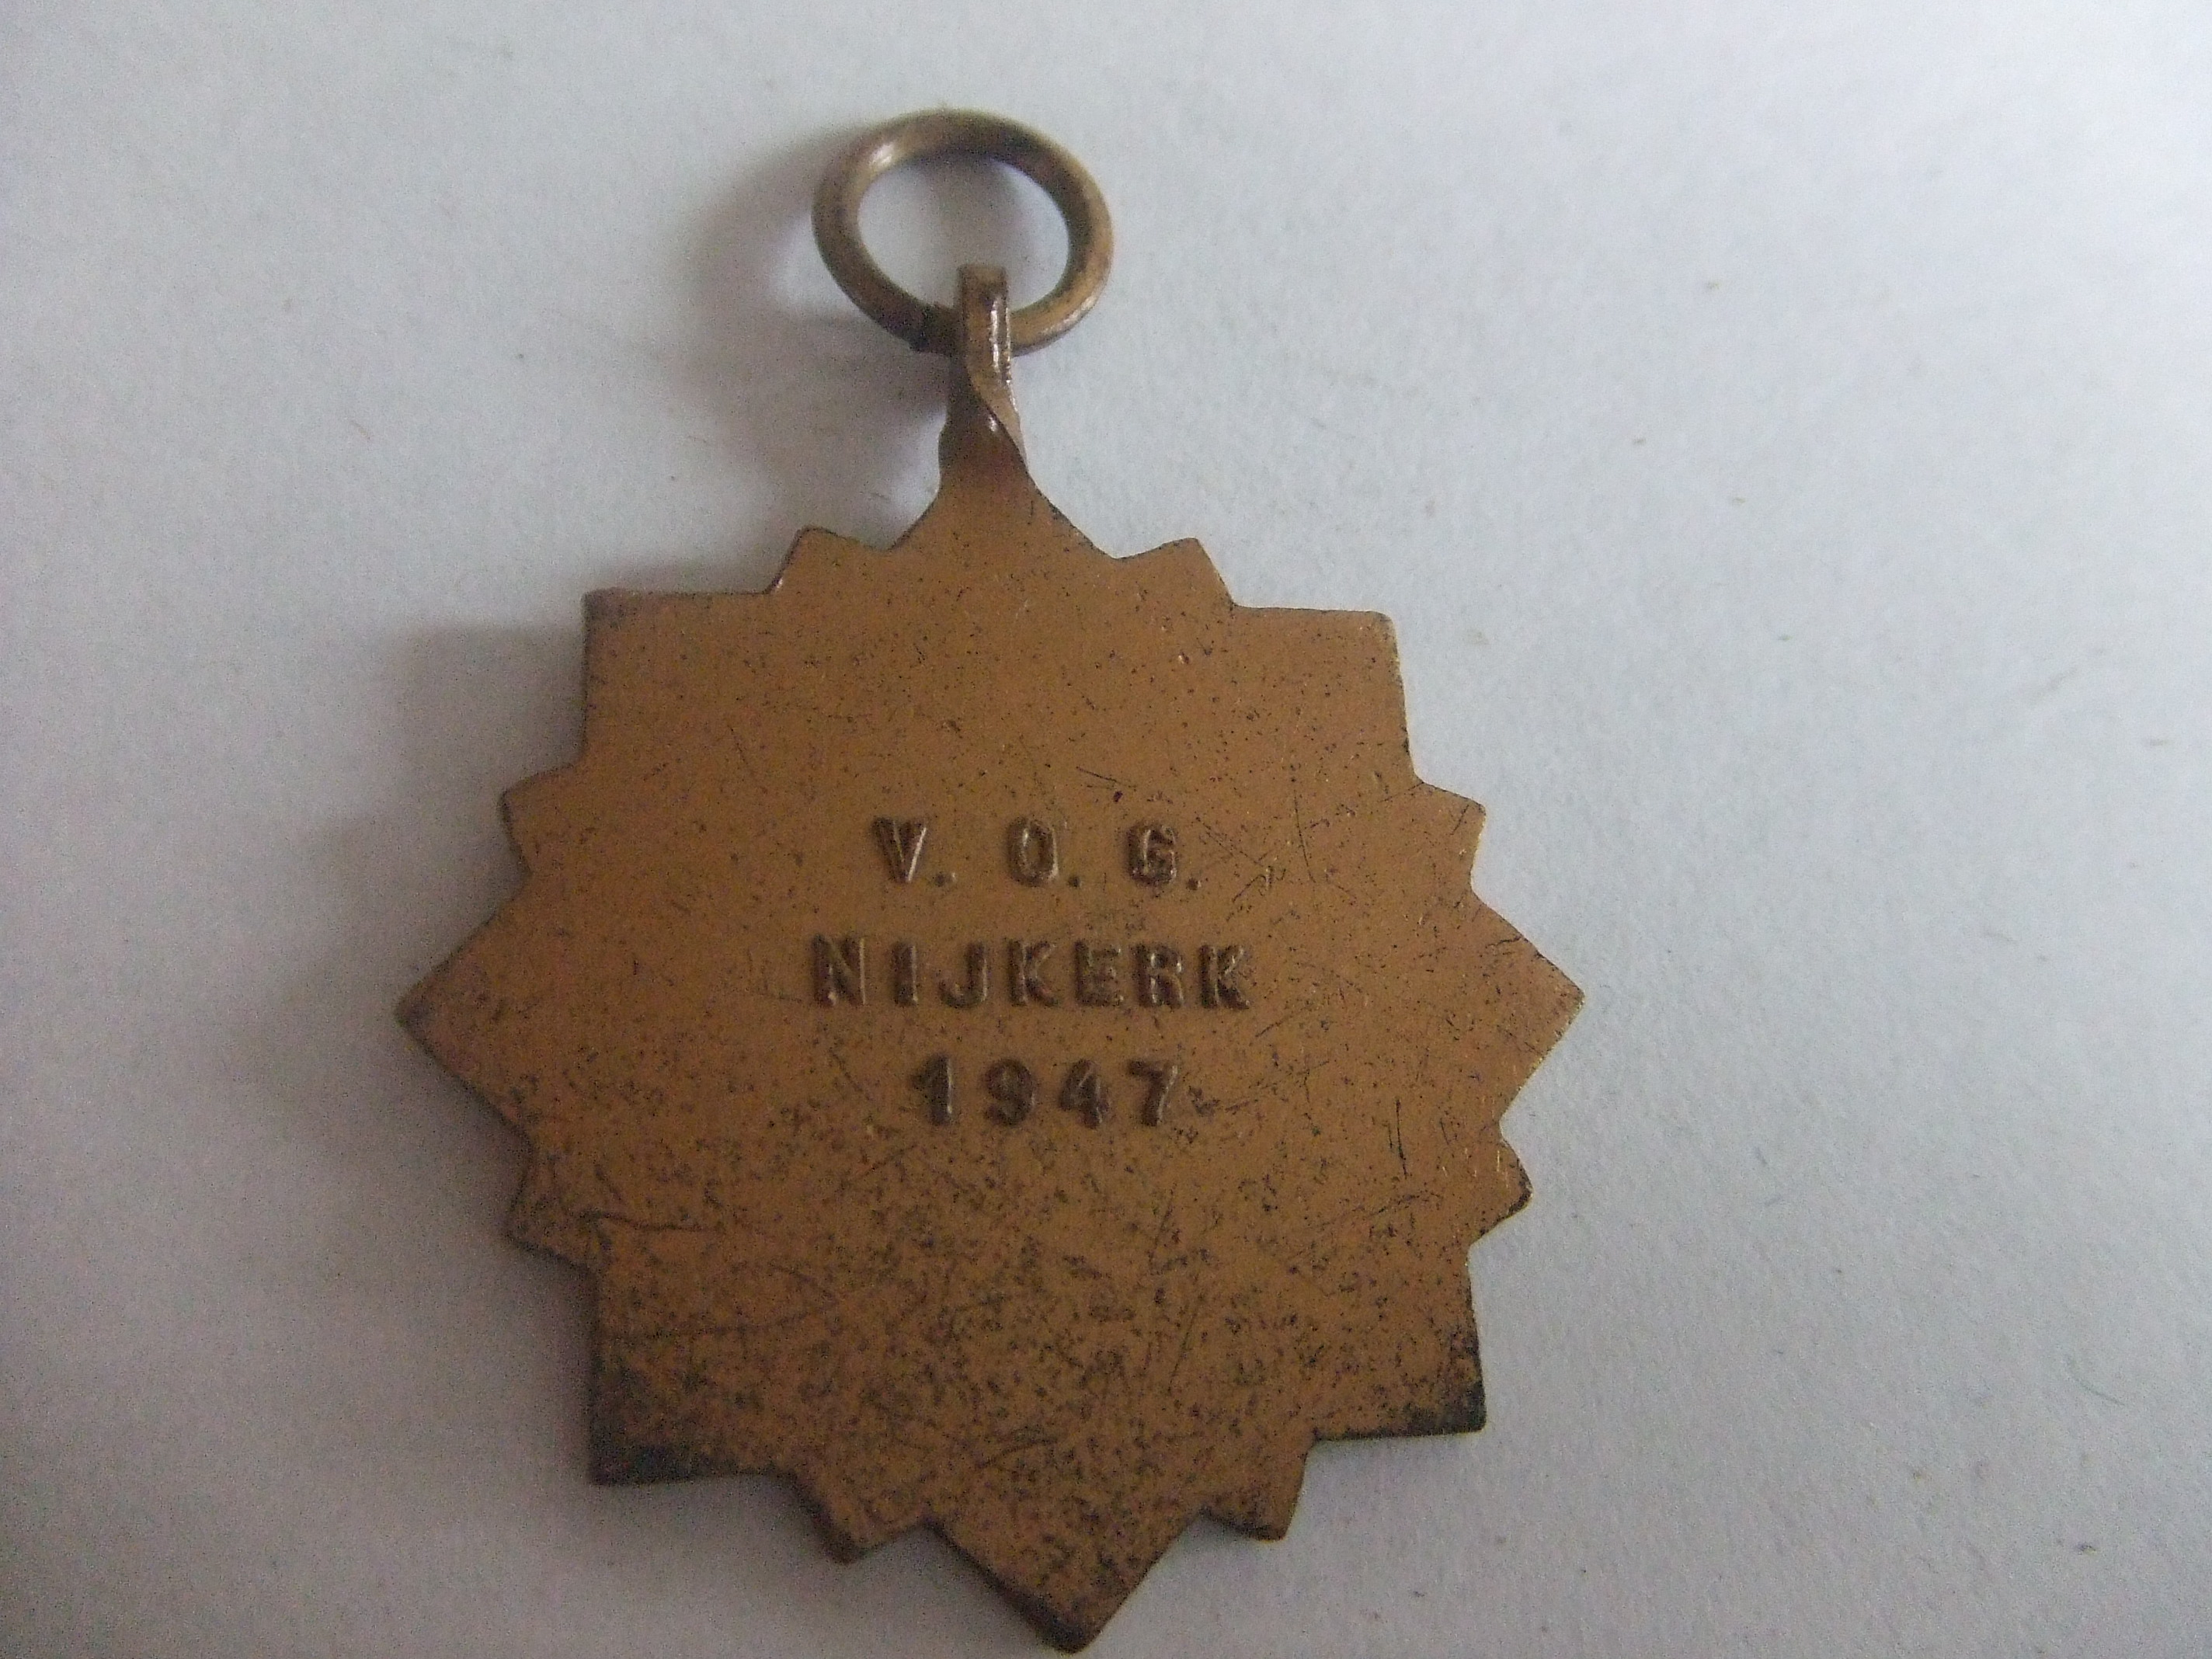 V. O. G.
NIJKERK
1947